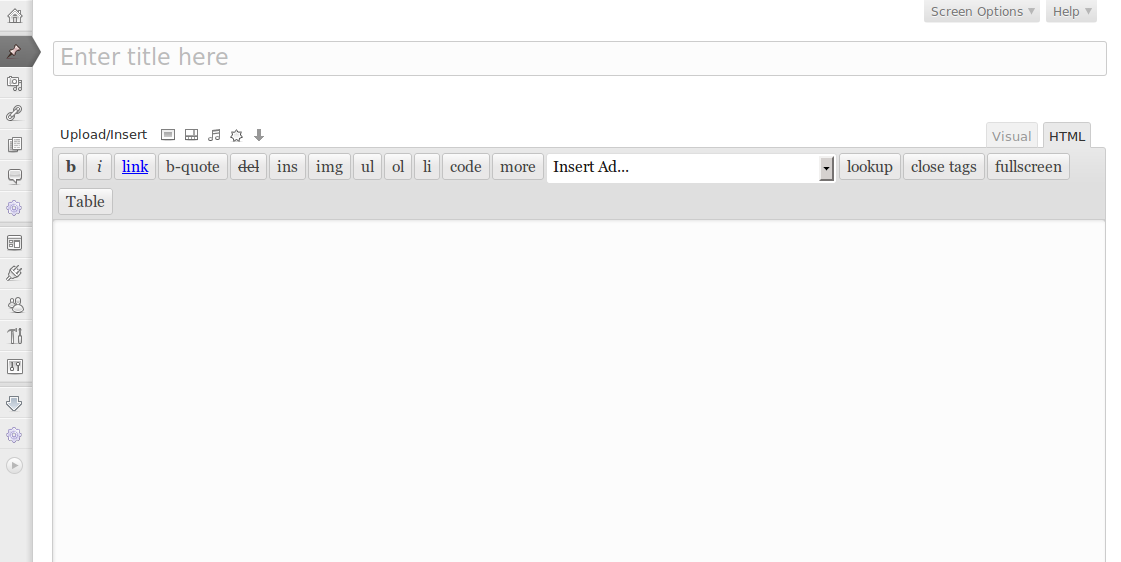 Screen Options Help
Enter title here
Upload/Insert Visual HTML
b i link b-quote del ins img ul ol li code more Insert Ad... lookup close tags fullscreen
Table